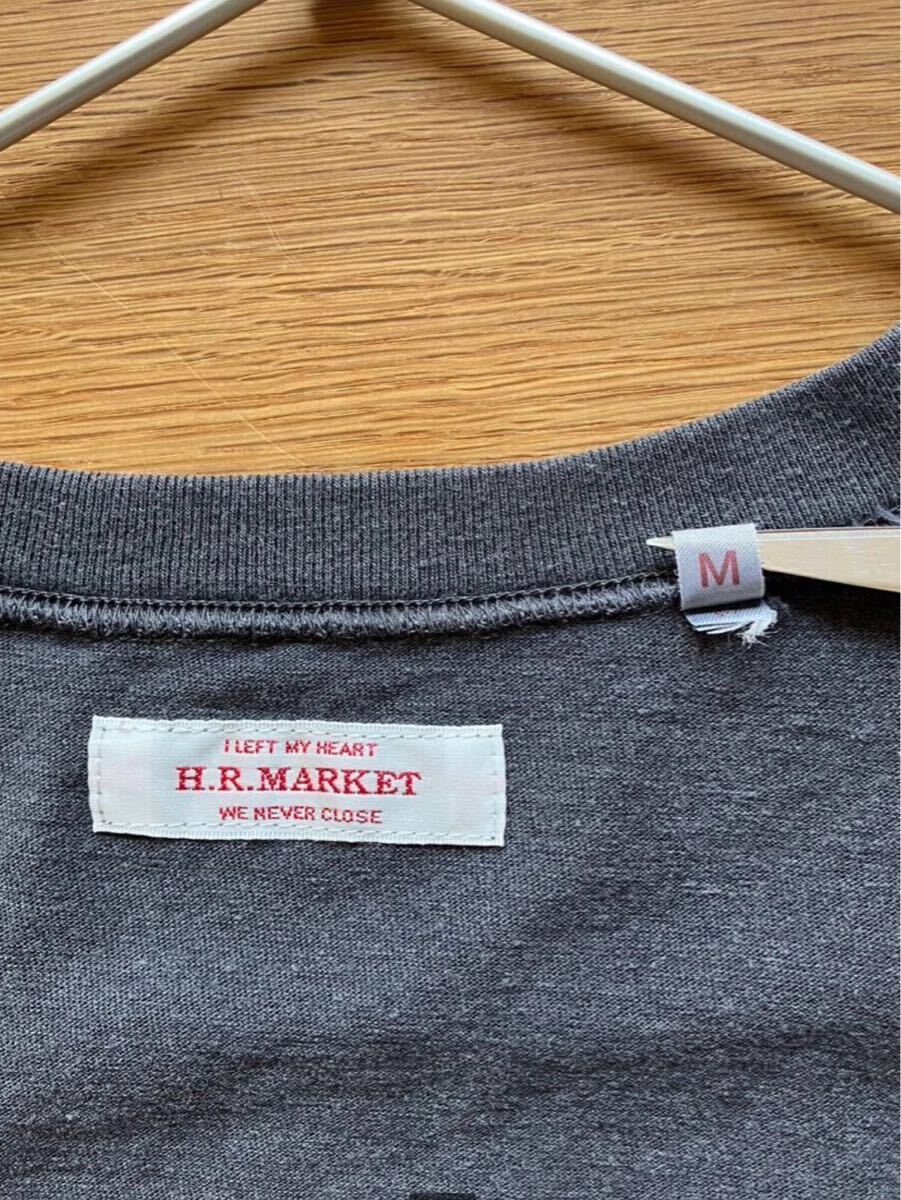 M
I LEFT MY HEART
H.R.MARKET
WE NEVER CLOSE